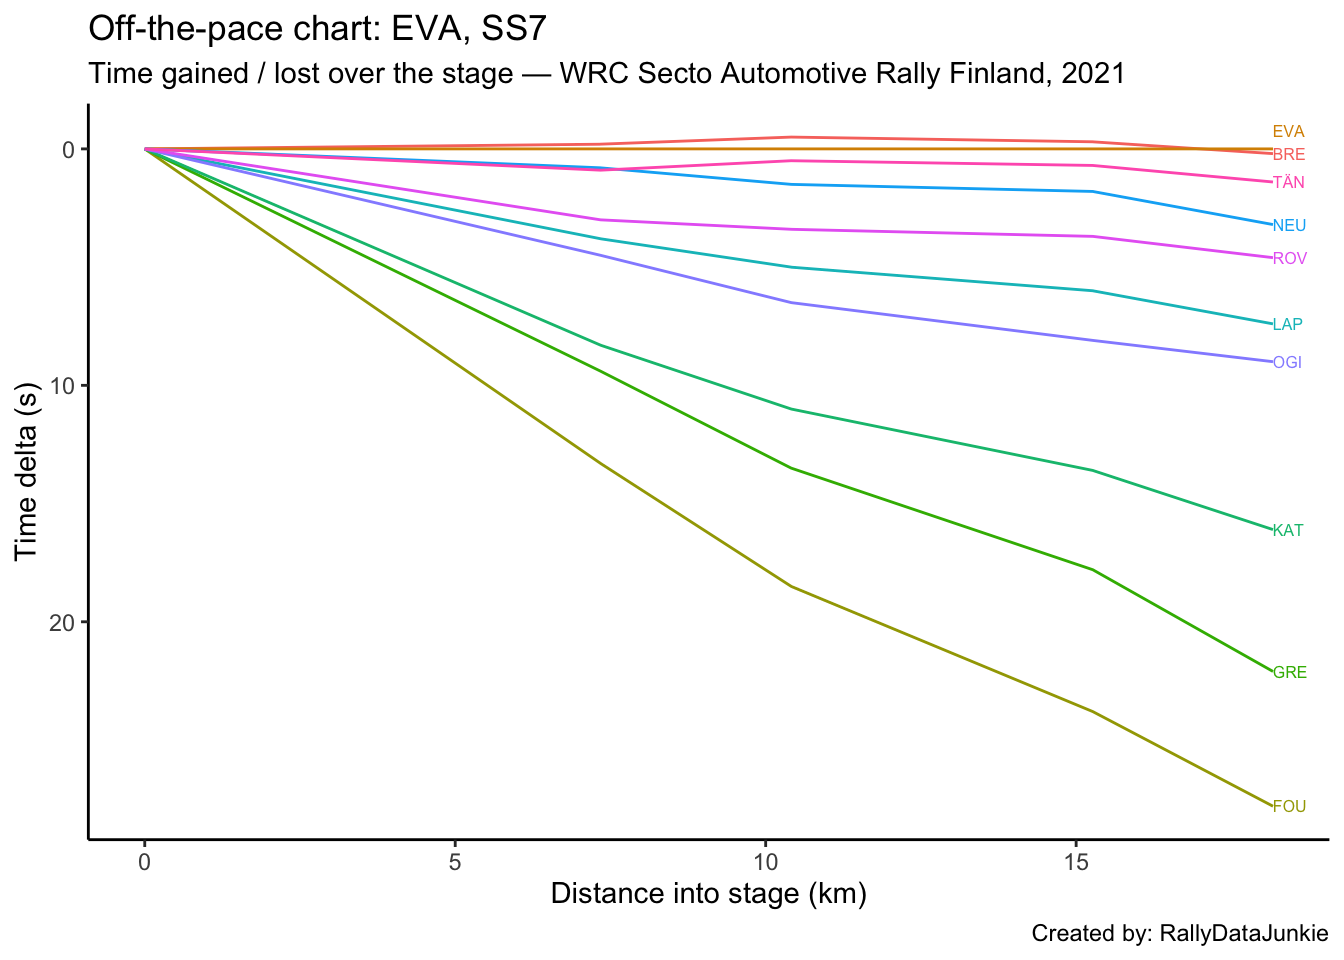 Off-the-pace chart: EVA, SS7
Time gained / lost over the stage — WRC Secto Automotive Rally Finland, 2021
EVA
0
BRE
TÄN
NEU
ROV
LAP
OGI
10
Time delta (s)
KAT
20
GRE
FOU
0 5 10 15
Distance into stage (km)
Created by: RallyDataJunkie